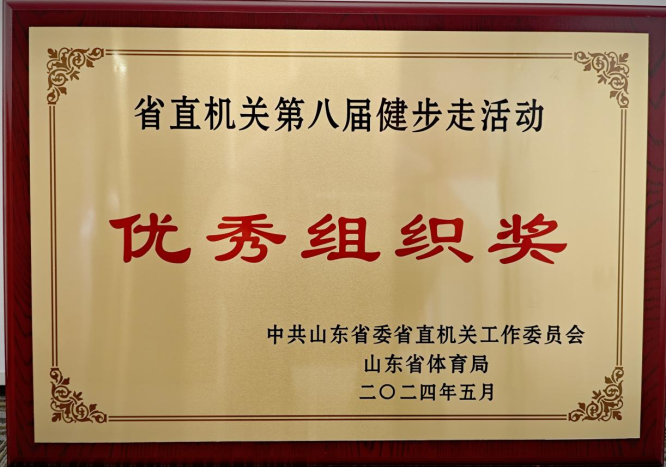 省直机关第八届健步走活动
优秀组织奖
中共山东省委省直机关工作委员会
山东省体育局
二〇二四年五月